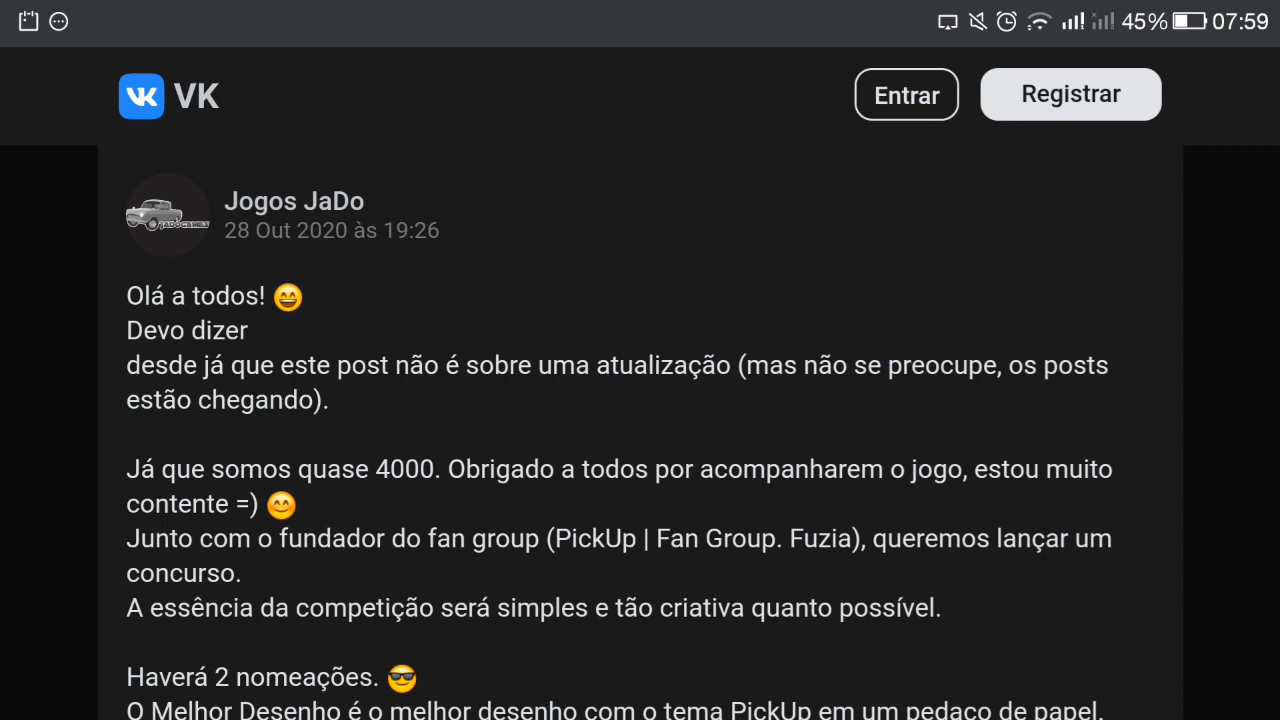 45% 07:59
VK
Entrar
Registrar
Jogos JaDo
28 Out 2020 às 19:26
Olá a todos! 😄
Devo dizer
desde já que este post não é sobre uma atualização (mas não se preocupe, os posts
estão chegando).
Já que somos quase 4000. Obrigado a todos por acompanharem o jogo, estou muito
contente =) 😊
Junto com o fundador do fan group (PickUp | Fan Group. Fuzia), queremos lançar um
concurso.
A essência da competição será simples e tão criativa quanto possível.
Haverá 2 nomeações. 😎
O Melhor Desenho é o melhor desenho com o tema PickUp em um pedaço de papel,